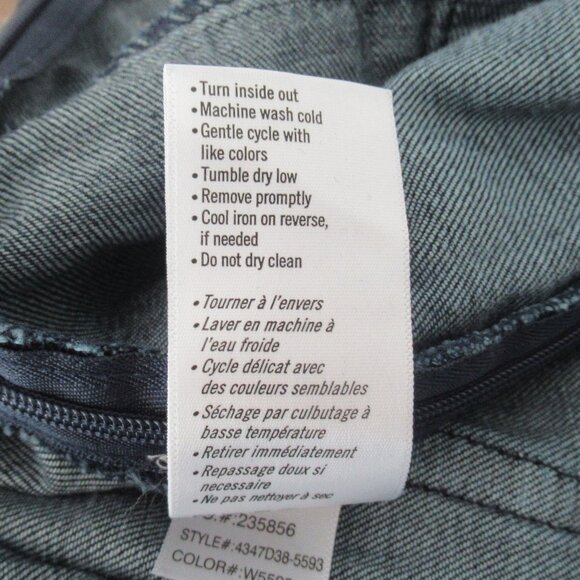 • Turn inside out
• Machine wash cold
• Gentle cycle with
like colors
• Tumble dry low
• Remove promptly
• Cool iron on reverse,
if needed
• Do not dry clean
• Tourner à l'envers
• Laver en machine à
l'eau froide
• Cycle délicat avec
des couleurs semblables
• Séchage par culbutage à
basse température
• Retirer immédiatement
• Repassage doux si
necessaire
• Ne pas nettoyer à sec
.#:235856
STYLE#:4347D38-5593
COLOR#: